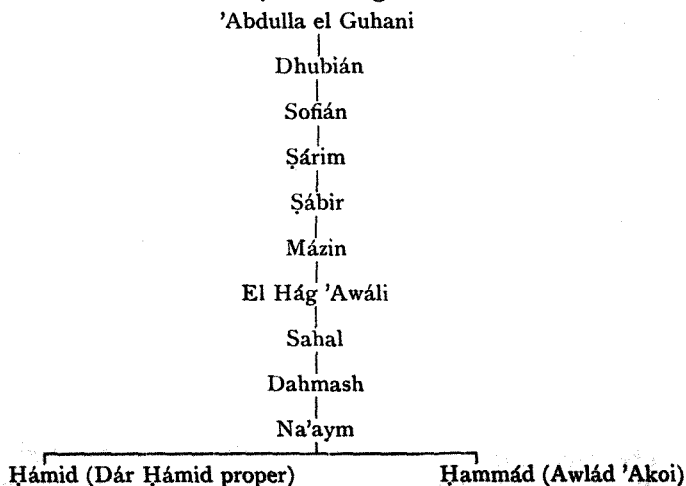 'Abdulla el Guhani
Dhubián
Sofián
Ṣárim
Ṣábir
Mázin
El Hág 'Awáli
Sahal
Dahmash
Na'aym
Ḥámid (Dár Ḥámid proper) Ḥammád (Awlád 'Akoi)